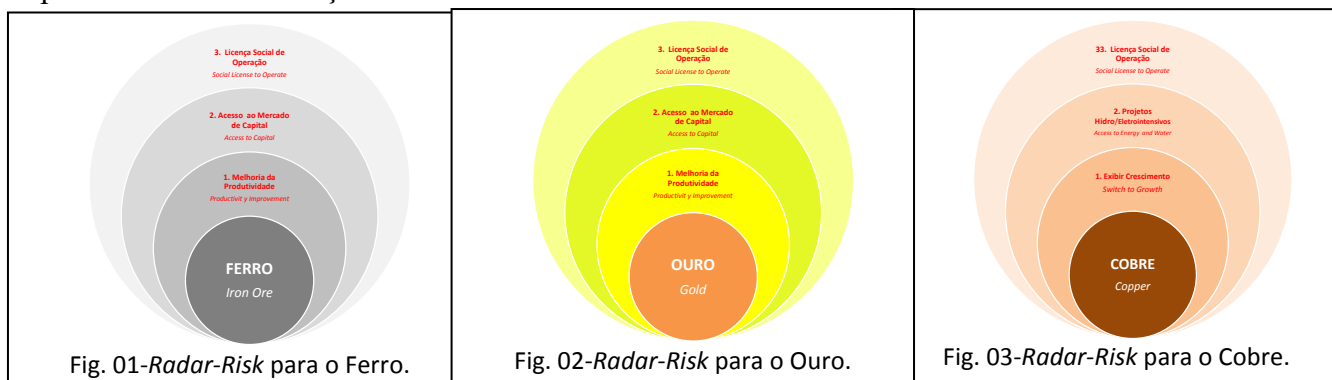 3. Licença Social de
Operação
Social License to Operate
2. Acesso ao Mercado
de Capital
Access to Capital
1. Melhoria da
Produtividade
Productivit y Improvement
FERRO
Iron Ore
Fig. 01-Radar-Risk para o Ferro.
3. Licença Social de
Operação
Social License to Operate
2. Acesso ao Mercado
de Capital
Access to Capital
1. Melhoria da
Produtividade
Productivity Improvement
OURO
Gold
Fig. 02-Radar-Risk para o Ouro.
33. Licença Social de
Operação
Social License to Operate
2. Projetos
Hidro/Eletrointensivos
Access to Energy and Water
1. Exibir Crescimento
Switch to Growth
COBRE
Copper
Fig. 03-Radar-Risk para o Cobre.